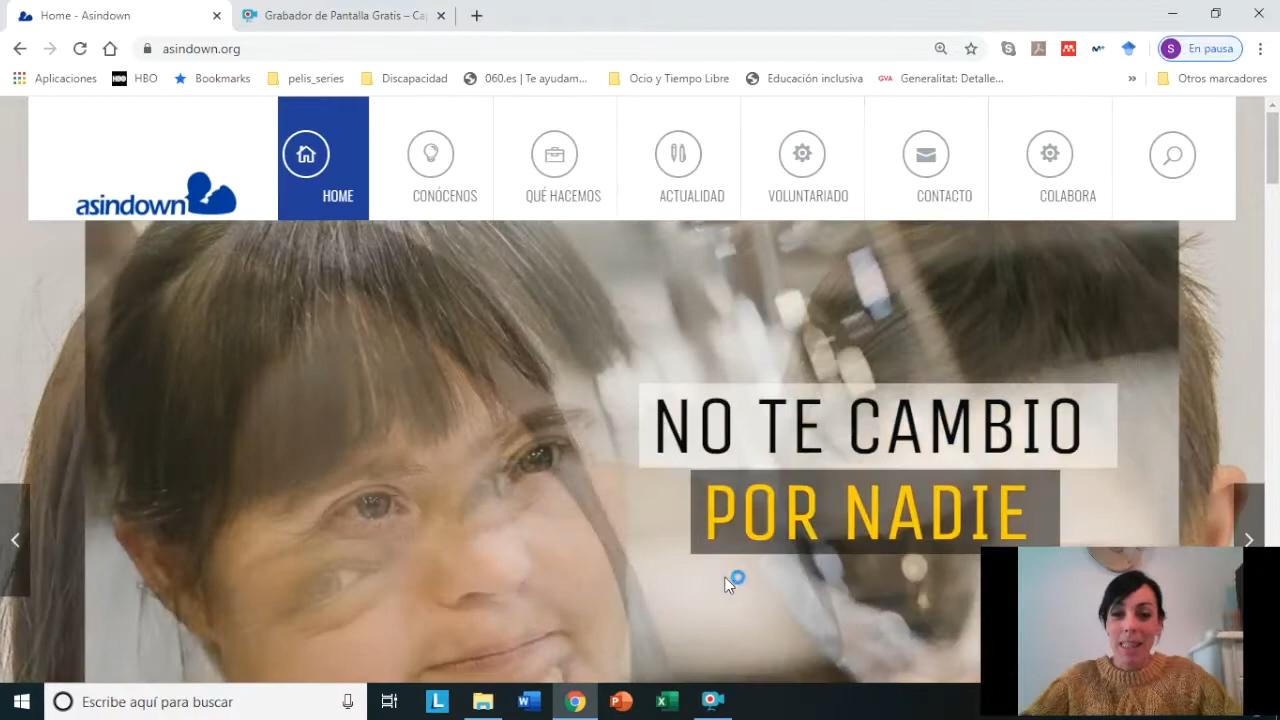 Home - Asindown
Grabador de Pantalla Gratis – Ca
asindown.org
S En pausa
Aplicaciones HBO Bookmarks pelis_series Discapacidad 060.es | Te ayudam... Ocio y Tiempo Libre Educación inclusiva GVA Generalitat: Detalle... » Otros marcadores
asindown
HOME CONÓCENOS QUÉ HACEMOS ACTUALIDAD VOLUNTARIADO CONTACTO COLABORA
NO TE CAMBIO
POR NADIE
Escribe aquí para buscar